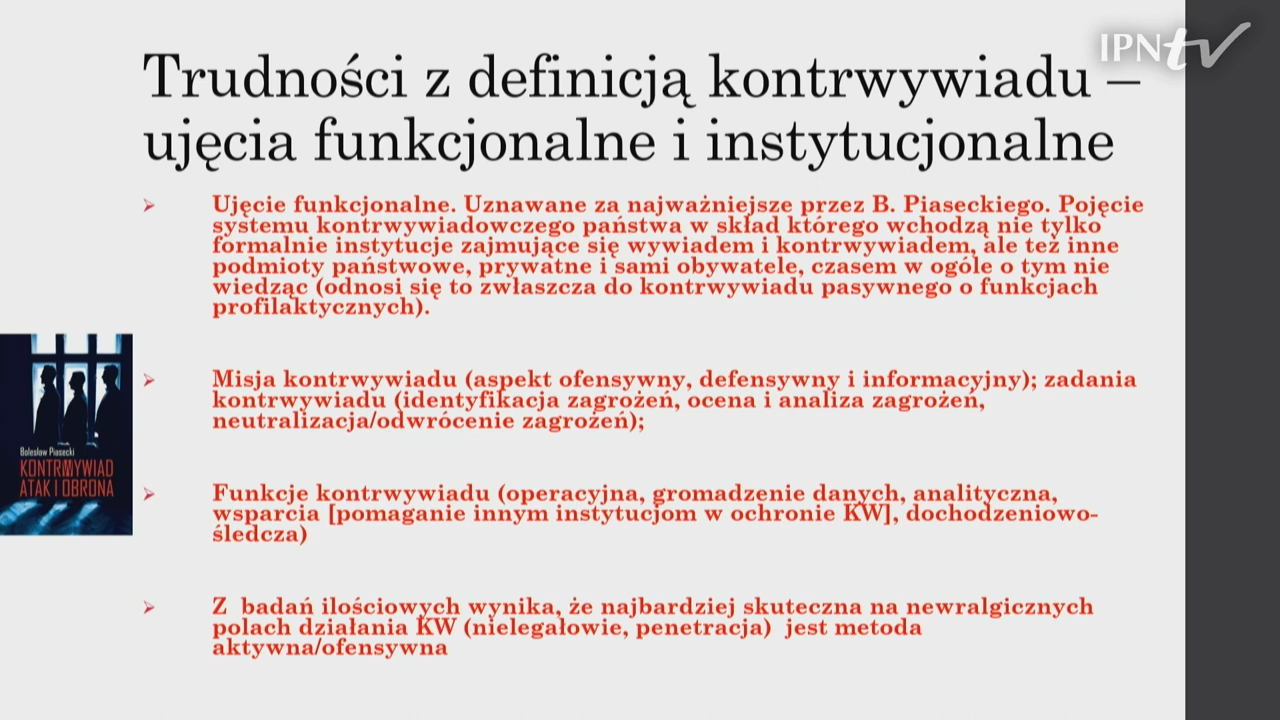 IPNtv
Trudności z definicją kontrwywiadu –
ujęcia funkcjonalne i instytucjonalne
Ujęcie funkcjonalne. Uznawane za najważniejsze przez B. Piaseckiego. Pojęcie
systemu kontrwywiadowczego państwa w skład którego wchodzą nie tylko
formalnie instytucje zajmujące się wywiadem i kontrwywiadem, ale też inne
podmioty państwowe, prywatne i sami obywatele, czasem w ogóle o tym nie
wiedząc (odnosi się to zwłaszcza do kontrwywiadu pasywnego o funkcjach
profilaktycznych).
Misja kontrwywiadu (aspekt ofensywny, defensywny i informacyjny); zadania
kontrwywiadu (identyfikacja zagrożeń, ocena i analiza zagrożeń,
neutralizacja/odwrócenie zagrożeń);
Bolesław Piasecki
KONTRWYWIAD
ATAK I OBRONA
Funkcje kontrwywiadu (operacyjna, gromadzenie danych, analityczna,
wsparcia [pomaganie innym instytucjom w ochronie KW], dochodzeniowo-
śledcza)
Z badań ilościowych wynika, że najbardziej skuteczna na newralgicznych
polach działania KW (nielegałowie, penetracja) jest metoda
aktywna/ofensywna